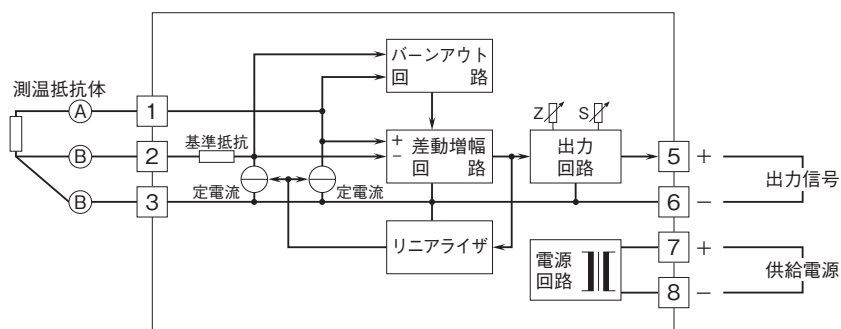 バーンアウト
回 路
測温抵抗体
A
1
Z
S
基準抵抗
+
−
差動増幅
回 路
出力
回路
B
2
5
+
定電流
定電流
出力信号
B
3
6
−
リニアライザ
電源
回路
7
+
供給電源
8
−